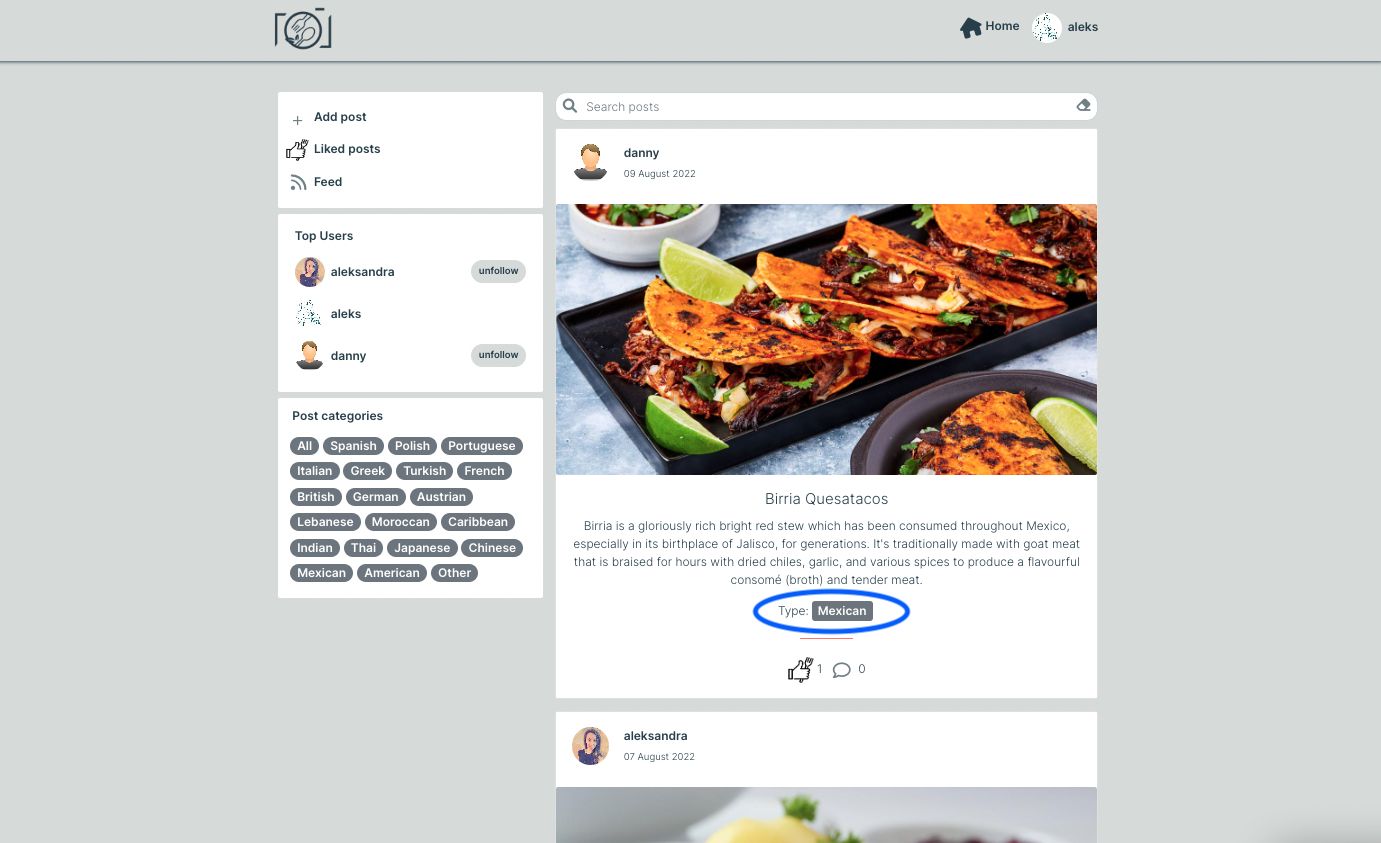 Home
aleks
Add post
Liked posts
Feed
Top Users
aleksandra unfollow
aleks
danny unfollow
Post categories
All Spanish Polish Portuguese
Italian Greek Turkish French
British German Austrian
Lebanese Moroccan Caribbean
Indian Thai Japanese Chinese
Mexican American Other
Search posts
danny
09 August 2022
Birria Quesatacos
Birria is a gloriously rich bright red stew which has been consumed throughout Mexico,
especially in its birthplace of Jalisco, for generations. It's traditionally made with goat meat
that is braised for hours with dried chiles, garlic, and various spices to produce a flavourful
consomé (broth) and tender meat.
Type: Mexican
1 0
aleksandra
07 August 2022